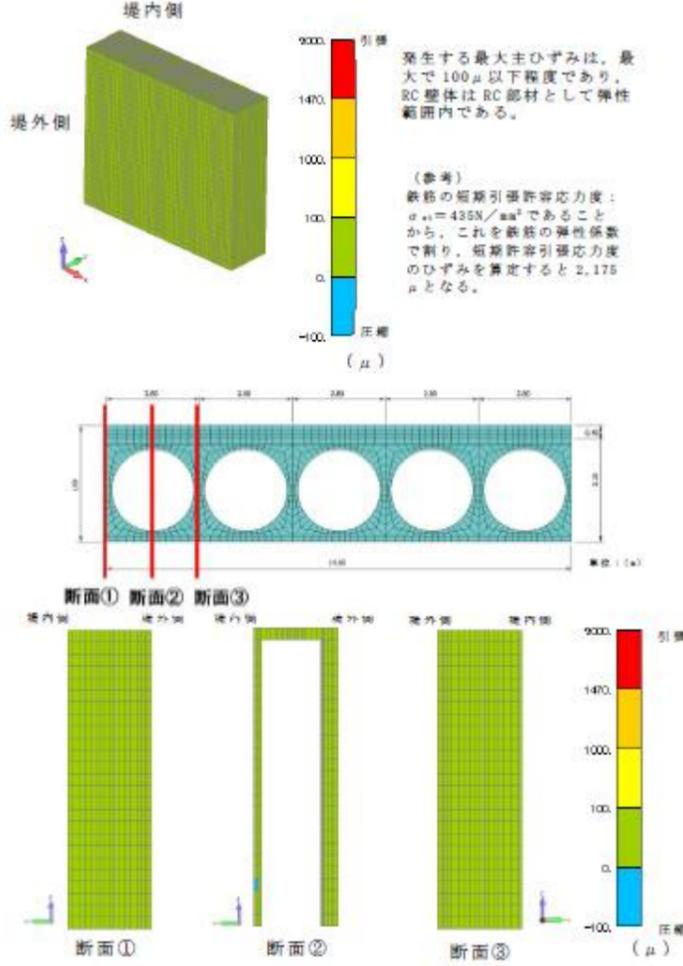 堤内側
堤外側
2000.
引張
1470.
1000.
100.
0.
-100.
圧縮
(μ)
発生する最大主ひずみは，最
大で100μ以下程度であり，
RC壁体はRC部材として弾性
範囲内である。
(参考)
鉄筋の短期引張許容応力度：
＝435N/mm²であること
から，これを鉄筋の弾性係数
で割り，短期許容引張応力度
のひずみを算定すると2,175
μとなる。
単位：(m)
断面① 断面② 断面③
堤内側 堤外側 堤内側 堤外側 堤外側 堤内側
2000.
引張
1470.
1000.
100.
0.
-100.
圧縮
(μ)
断面①
断面②
断面③